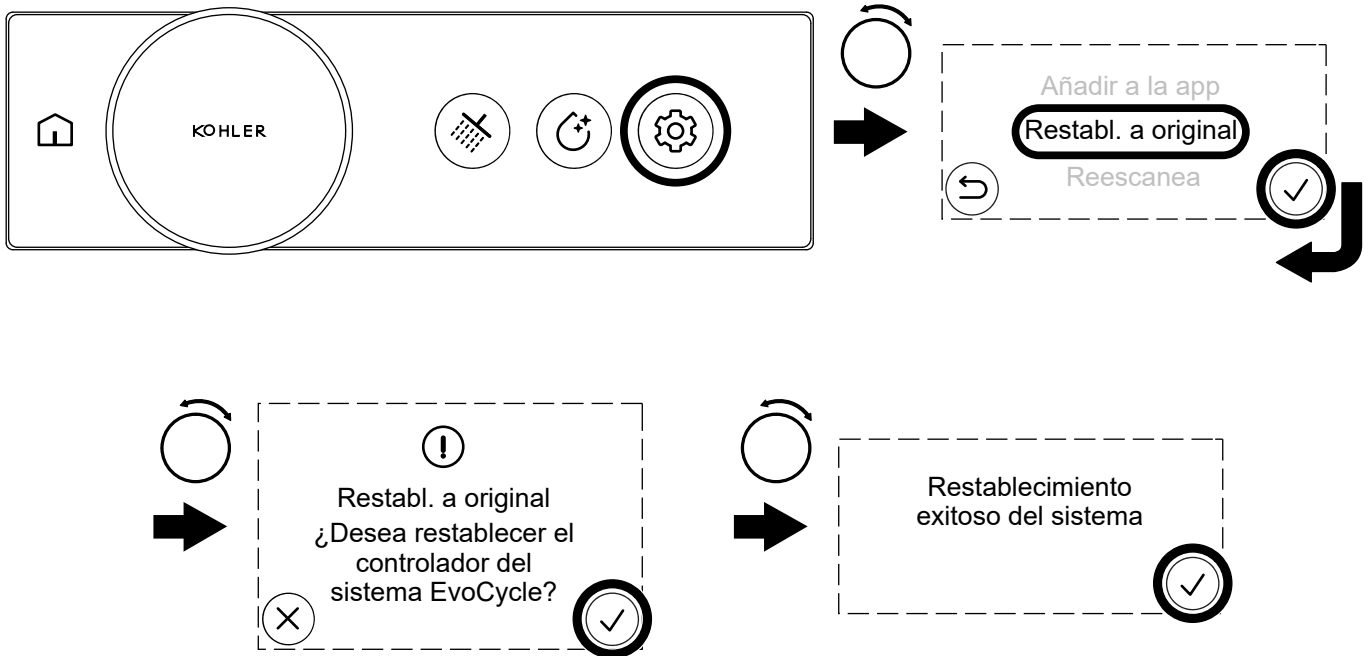 KOHLER
Añadir a la app
Restabl. a original
Reescanea
Restabl. a original
¿Desea restablecer el
controlador del
sistema EvoCycle?
Restablecimiento
exitoso del sistema